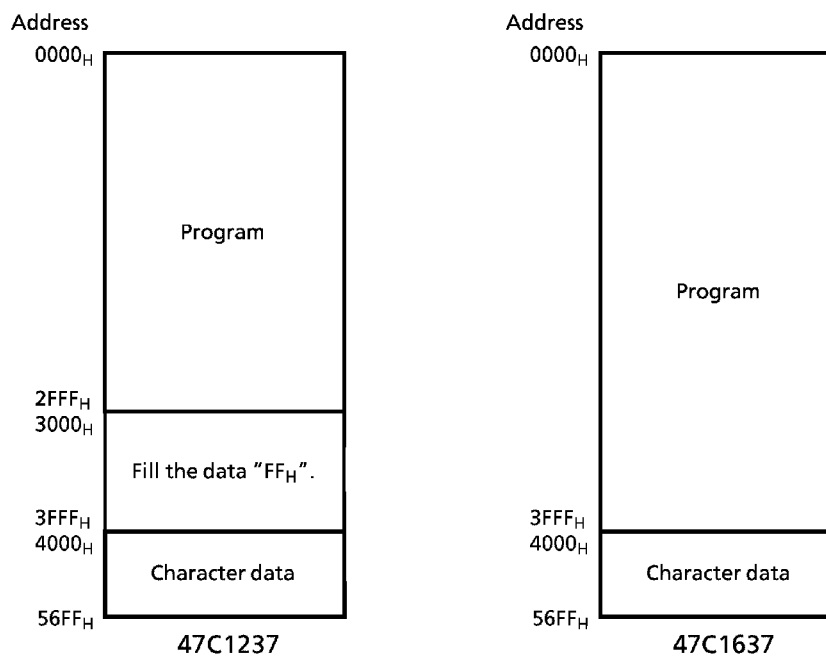 Address
0000H
Program
2FFFH
3000H
Fill the data "FFH".
3FFFH
4000H
Character data
56FFH
47C1237
Address
0000H
Program
3FFFH
4000H
Character data
56FFH
47C1637